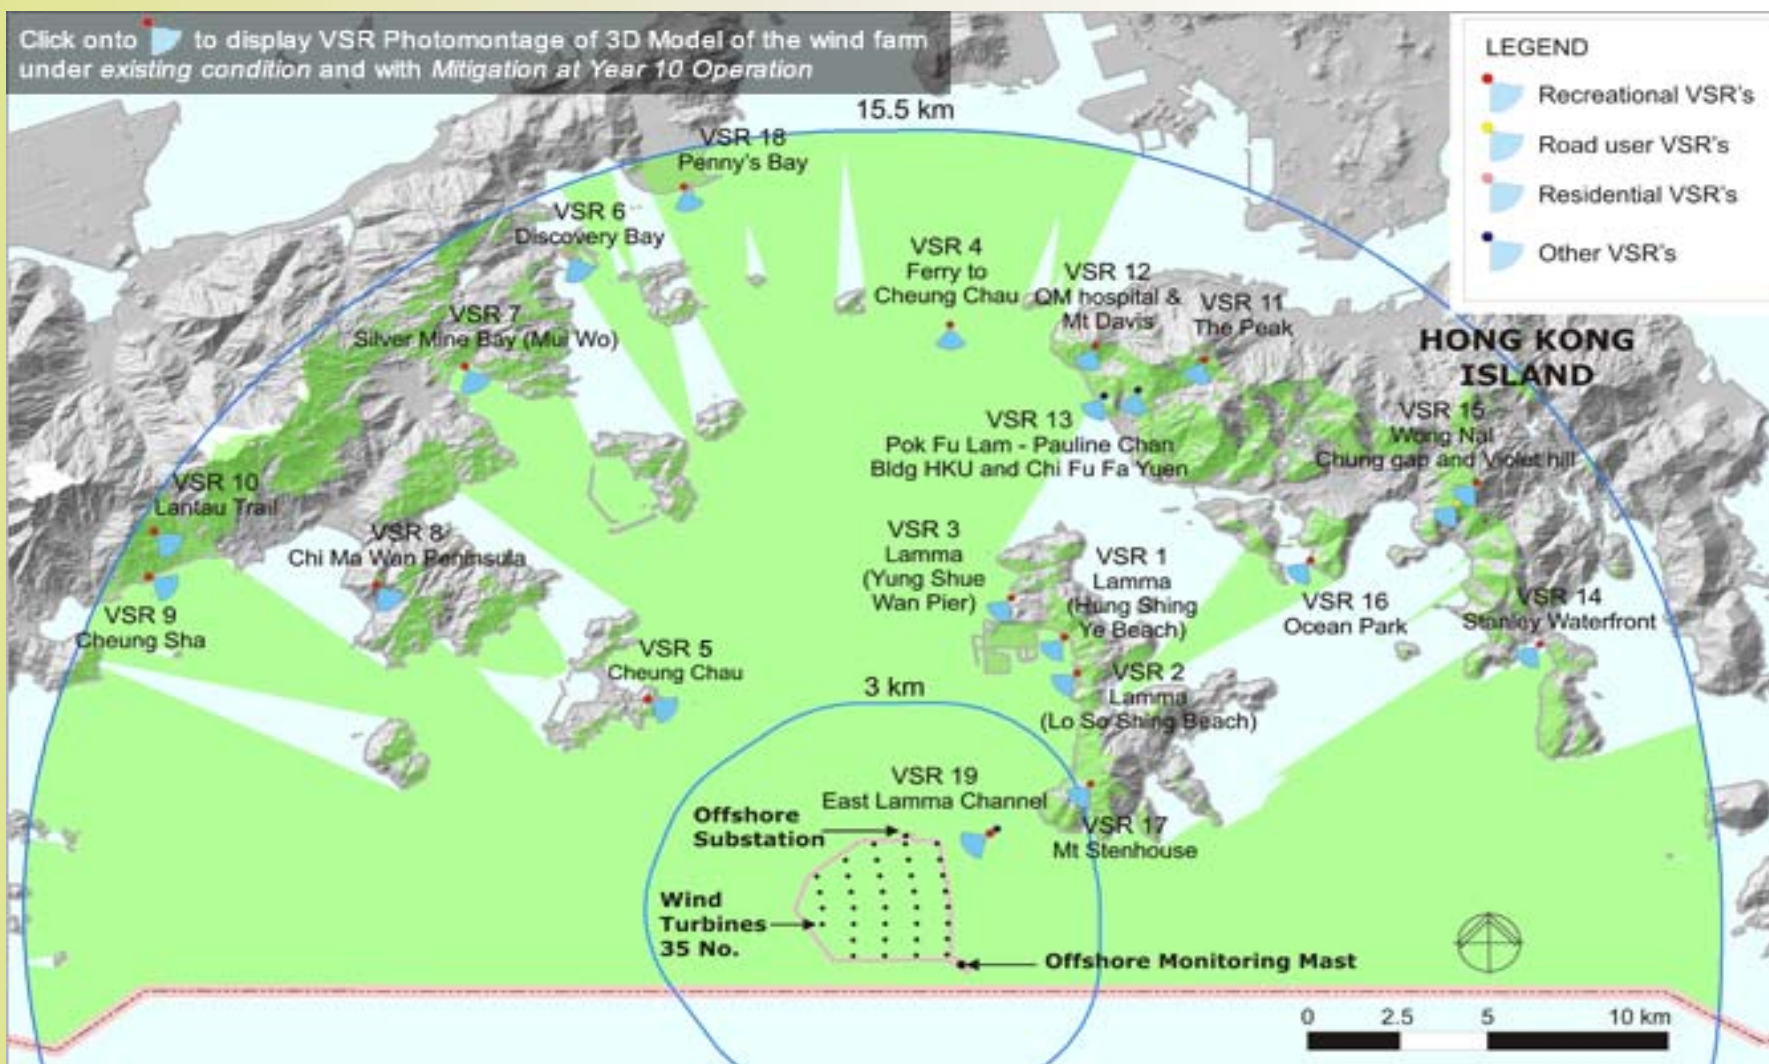 Click onto to display VSR Photomontage of 3D Model of the wind farm
under existing condition and with Mitigation at Year 10 Operation
LEGEND
Recreational VSR's
Road user VSR's
Residential VSR's
Other VSR's
15.5 km
VSR 18
Penny's Bay
VSR 6
Discovery Bay
VSR 4
Ferry to
Cheung Chau
VSR 12
QM hospital &
Mt Davis
VSR 11
The Peak
VSR 7
Silver Mine Bay (Mui Wo)
HONG KONG
ISLAND
VSR 15
Wong Nai
Chung gap and Violet hill
VSR 13
Pok Fu Lam - Pauline Chan
Bldg HKU and Chi Fu Fa Yuen
VSR 10
Lantau Trail
VSR 8
Chi Ma Wan Peninsula
VSR 3
Lamma
(Yung Shue
Wan Pier)
VSR 1
Lamma
(Hung Shing
Ye Beach)
VSR 9
Cheung Sha
VSR 16
Ocean Park
VSR 14
Stanley Waterfront
VSR 5
Cheung Chau
VSR 2
Lamma
(Lo So Shing Beach)
3 km
VSR 19
East Lamma Channel
Offshore
Substation
VSR 17
Mt Stenhouse
Wind
Turbines
35 No.
Offshore Monitoring Mast
0 2.5 5 10 km